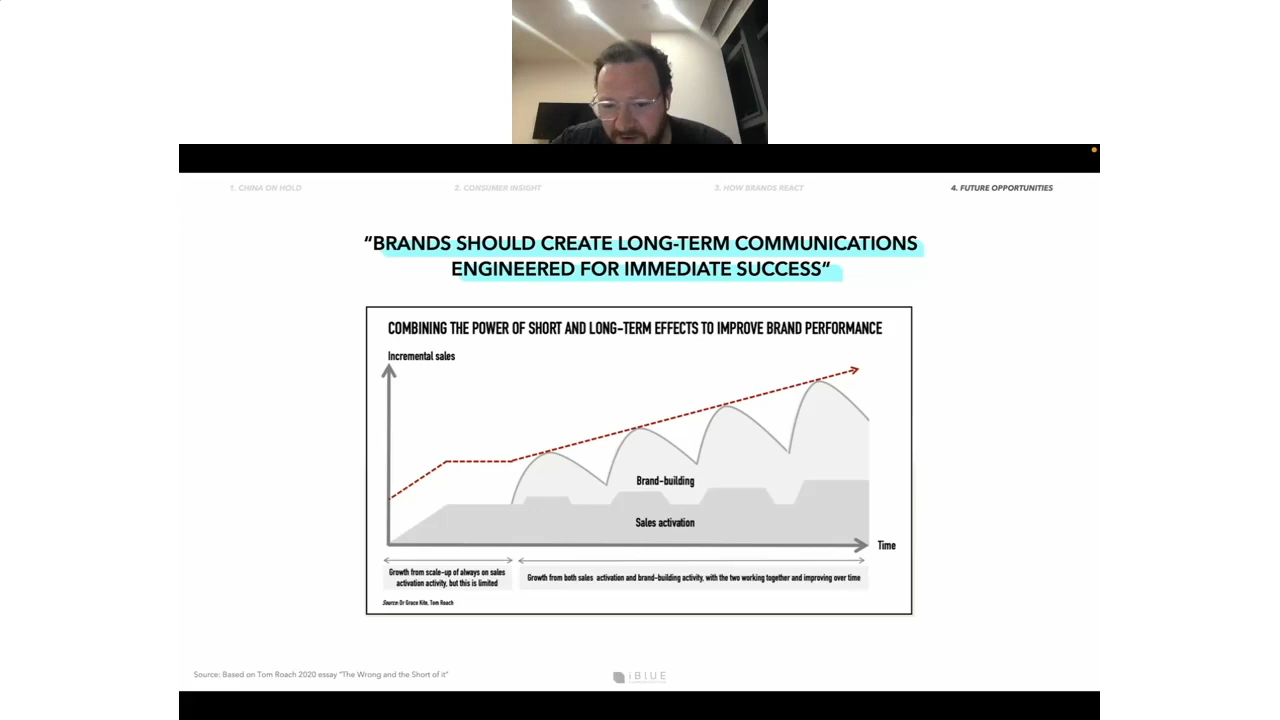 1. CHINA ON HOLD
2. CONSUMER INSIGHT
3. HOW BRANDS REACT
4. FUTURE OPPORTUNITIES
“BRANDS SHOULD CREATE LONG-TERM COMMUNICATIONS
ENGINEERED FOR IMMEDIATE SUCCESS”
COMBINING THE POWER OF SHORT AND LONG-TERM EFFECTS TO IMPROVE BRAND PERFORMANCE
Incremental sales
Brand-building
Sales activation
Time
Growth from scale-up of always on sales
activation activity, but this is limited
Growth from both sales activation and brand-building activity, with the two working together and improving over time
Source: Dr Grace Kite, Tom Roach
Source: Based on Tom Roach 2020 essay “The Wrong and the Short of it”